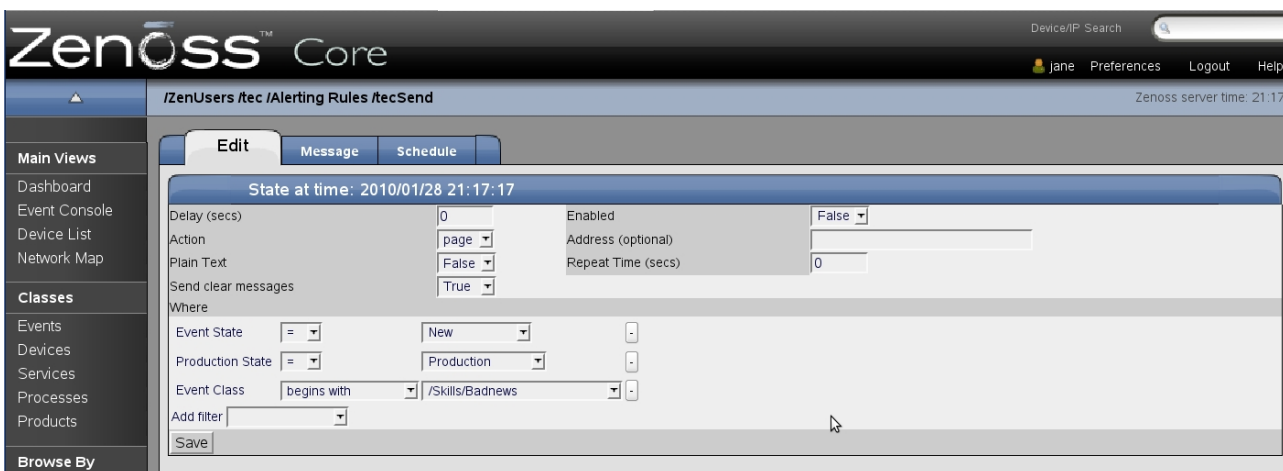 Zenoss™ Core
Device/IP Search
jane Preferences Logout Help
/ZenUsers /tec /Alerting Rules /tecSend
Zenoss server time: 21:17
Main Views
Dashboard
Event Console
Device List
Network Map
Classes
Events
Devices
Services
Processes
Products
Browse By
Edit Message Schedule
State at time: 2010/01/28 21:17:17
Delay (secs) 0 Enabled False
Action page Address (optional)
Plain Text False Repeat Time (secs) 0
Send clear messages True
Where
Event State = New -
Production State = Production -
Event Class begins with /Skills/Badnews -
Add filter
Save